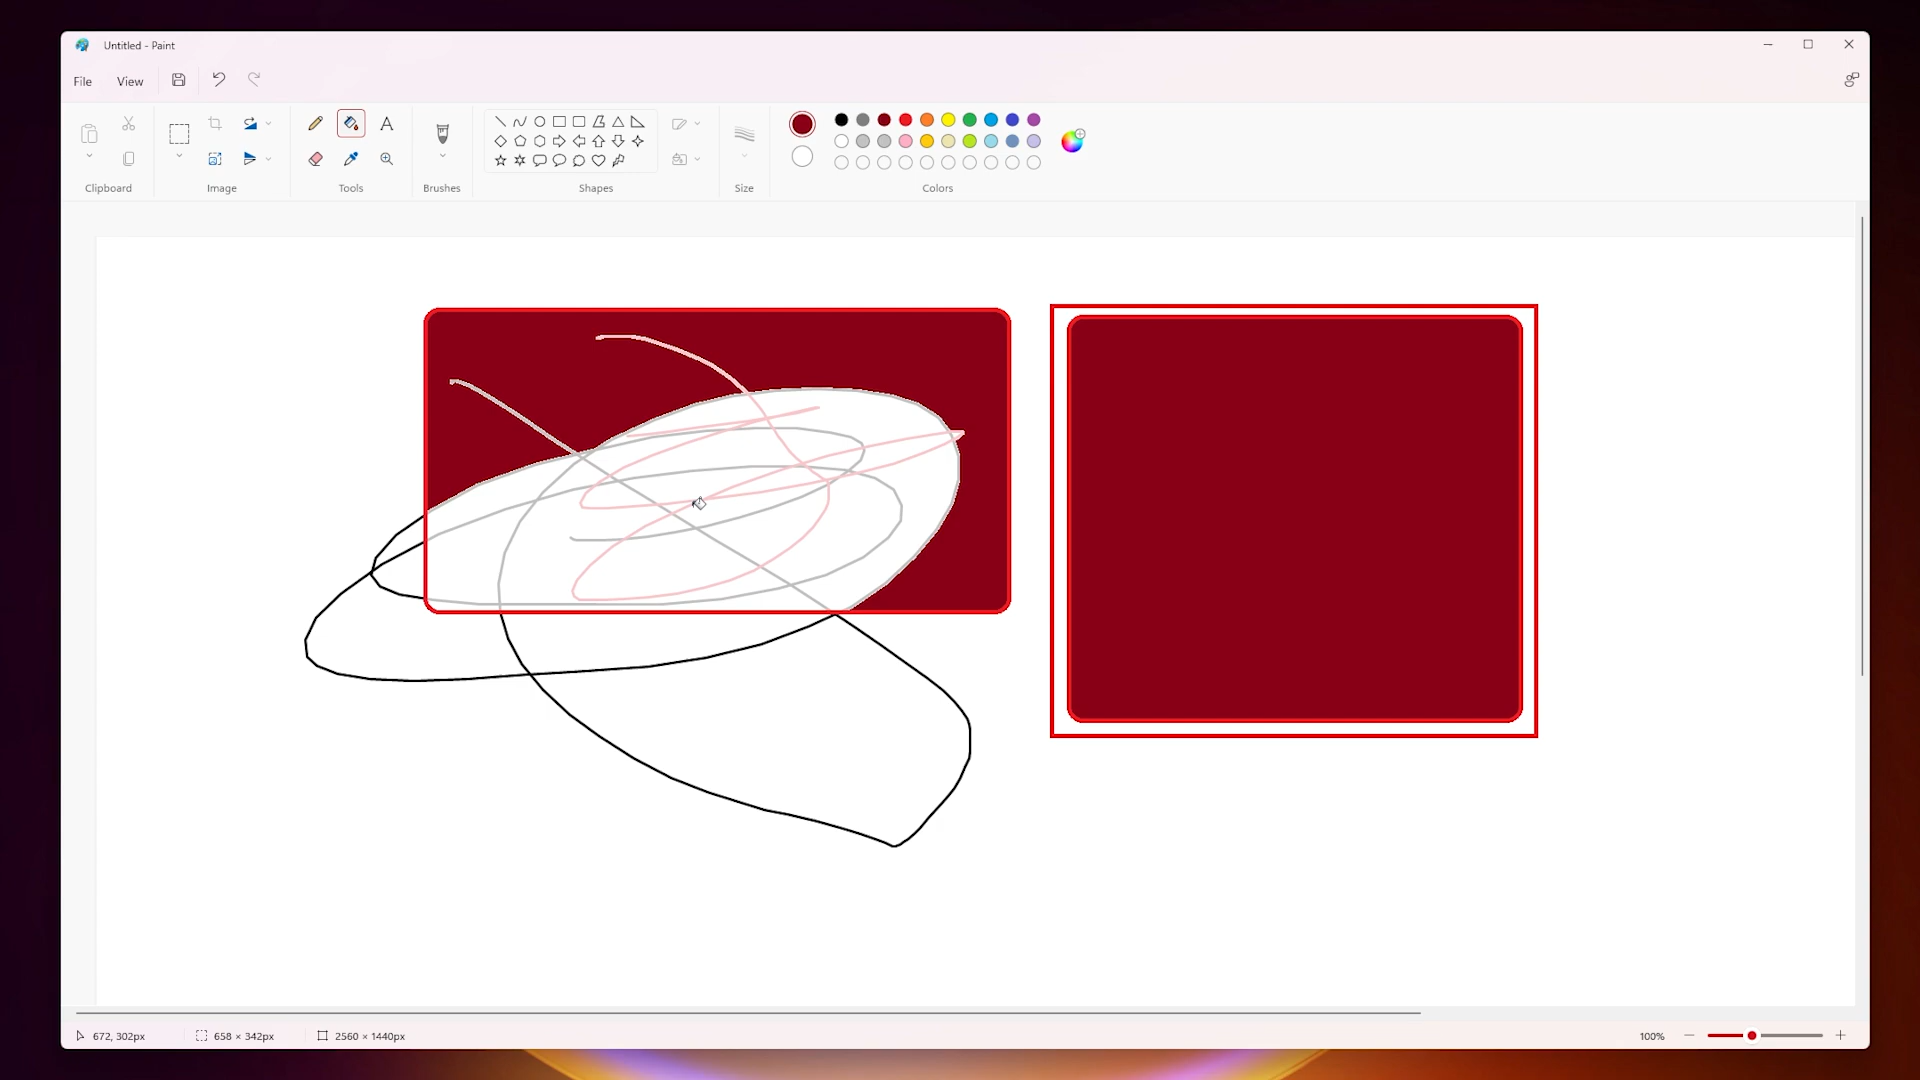 Untitled - Paint
File View
Clipboard Image Tools Brushes Shapes Size Colors
672, 302px 658 × 342px 2560 × 1440px 100%